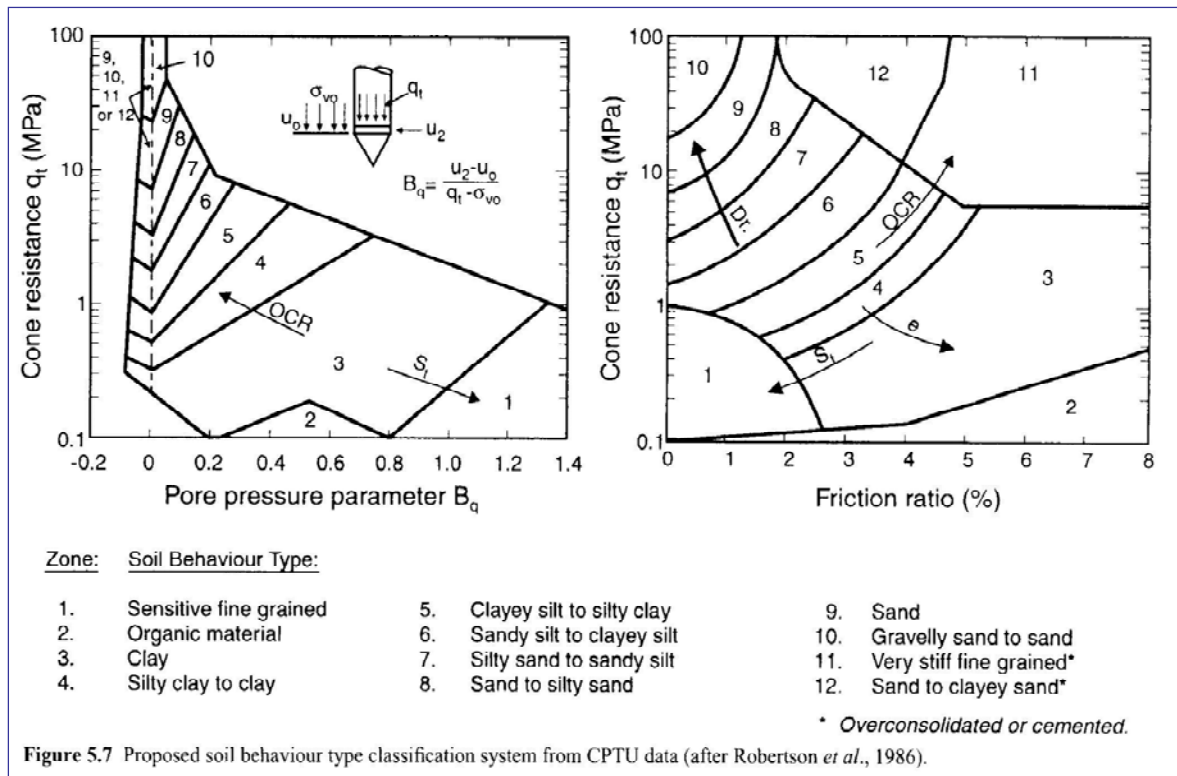 100
10
1
0.1
Cone resistance qt (MPa)
-0.2 0 0.2 0.4 0.6 0.8 1.0 1.2 1.4
Pore pressure parameter Bq
9,
10,
11
or 12
10
9
8
7
6
5
4
3
2
1
OCR
St
σvo
uo
qt
u2
Bq= u2-uo
qt -σvo
100
10
1
0.1
Cone resistance qt (MPa)
0 1 2 3 4 5 6 7 8
Friction ratio (%)
10
9
8
7
6
5
4
3
2
1
12
11
Dr.
OCR
e
St
Zone: Soil Behaviour Type:
1. Sensitive fine grained
2. Organic material
3. Clay
4. Silty clay to clay
5. Clayey silt to silty clay
6. Sandy silt to clayey silt
7. Silty sand to sandy silt
8. Sand to silty sand
9. Sand
10. Gravelly sand to sand
11. Very stiff fine grained*
12. Sand to clayey sand*
* Overconsolidated or cemented.
Figure 5.7 Proposed soil behaviour type classification system from CPTU data (after Robertson et al., 1986).